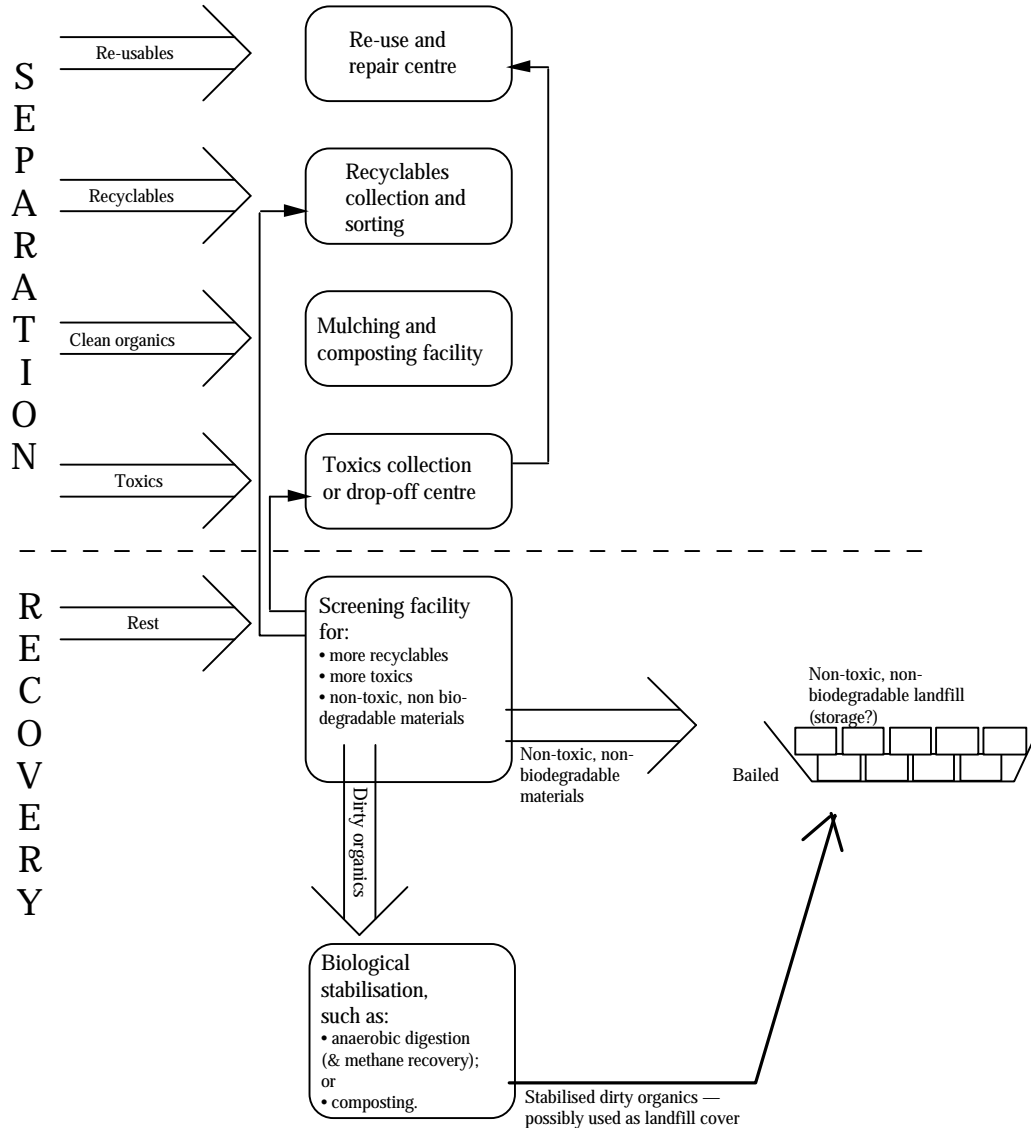 SEPARATION
Re-usables
Re-use and
repair centre
Recyclables
Recyclables
collection and
sorting
Clean organics
Mulching and
composting facility
Toxics
Toxics collection
or drop-off centre
RECOVERY
Rest
Screening facility
for:
• more recyclables
• more toxics
• non-toxic, non bio-
degradable materials
Non-toxic, non-
biodegradable
materials
Non-toxic, non-
biodegradable landfill
(storage?)
Bailed
Dirty organics
Biological
stabilisation,
such as:
• anaerobic digestion
(& methane recovery);
or
• composting.
Stabilised dirty organics —
possibly used as landfill cover